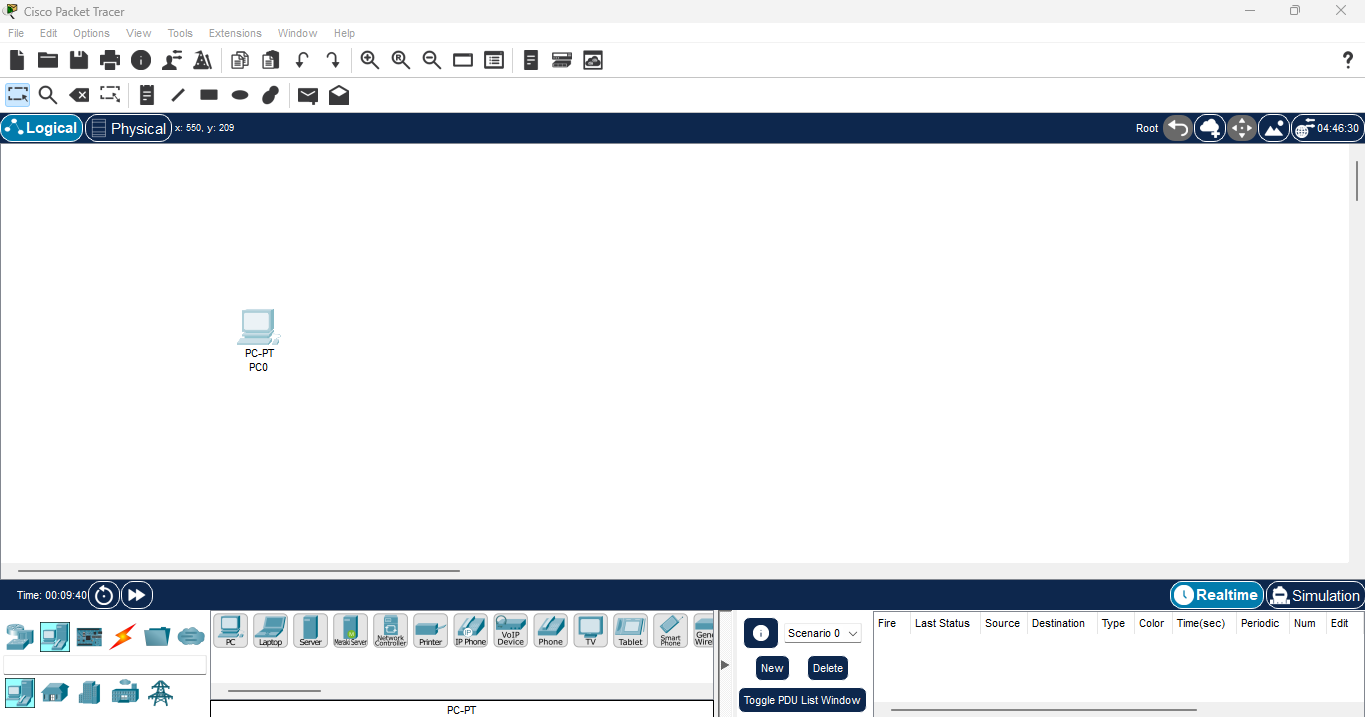 Cisco Packet Tracer
File Edit Options View Tools Extensions Window Help
?
Logical Physical x: 550, y: 209 Root 04:46:30
PC-PT
PC0
Time: 00:09:40 Realtime Simulation
PC Laptop Server Meraki Server Network Controller Printer IP Phone VoIP Device Phone TV Tablet Smart Phone Gene Wire
PC-PT
Scenario 0
New Delete
Toggle PDU List Window
Fire Last Status Source Destination Type Color Time(sec) Periodic Num Edit